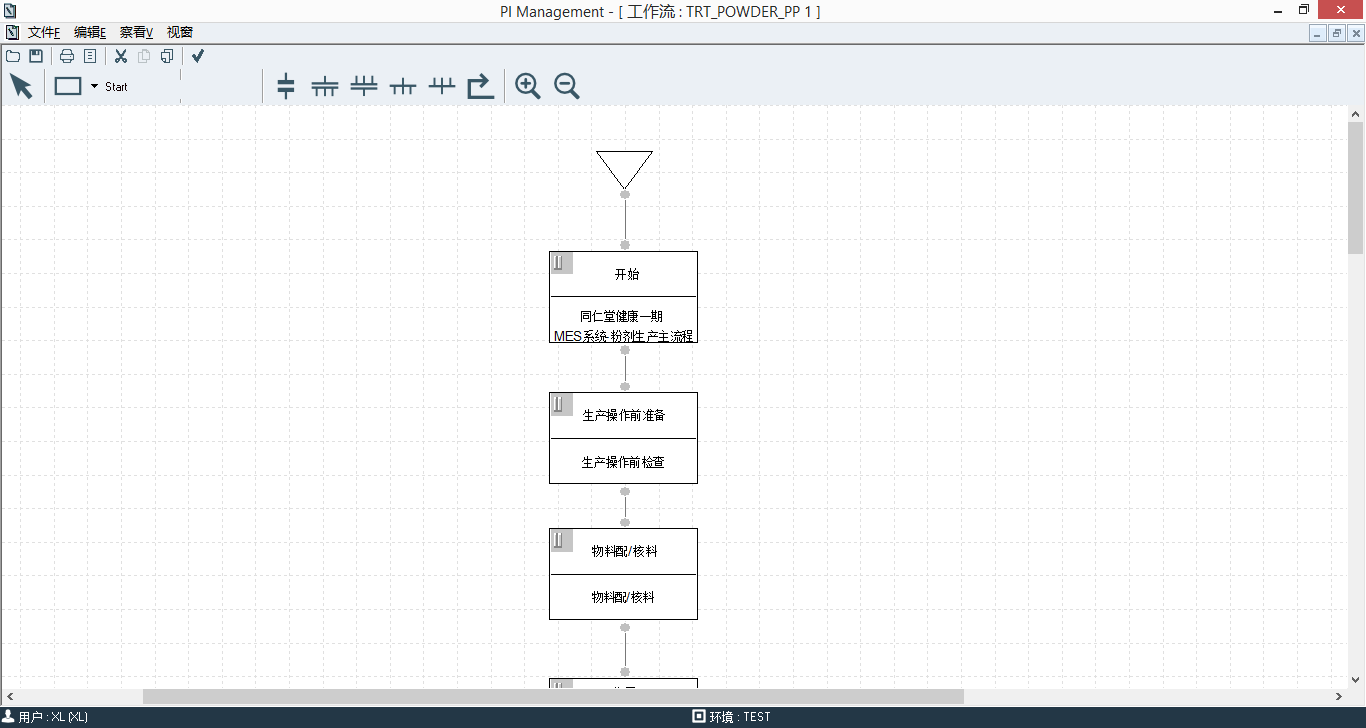 PI Management - [ 工作流 : TRT_POWDER_PP 1 ]
文件F 编辑E 察看V 视窗
Start
开始
同仁堂健康一期
MES系统-粉剂生产主流程
生产操作前准备
生产操作前检查
物料配/核料
物料配/核料
用户 : XL (XL)
环境 : TEST